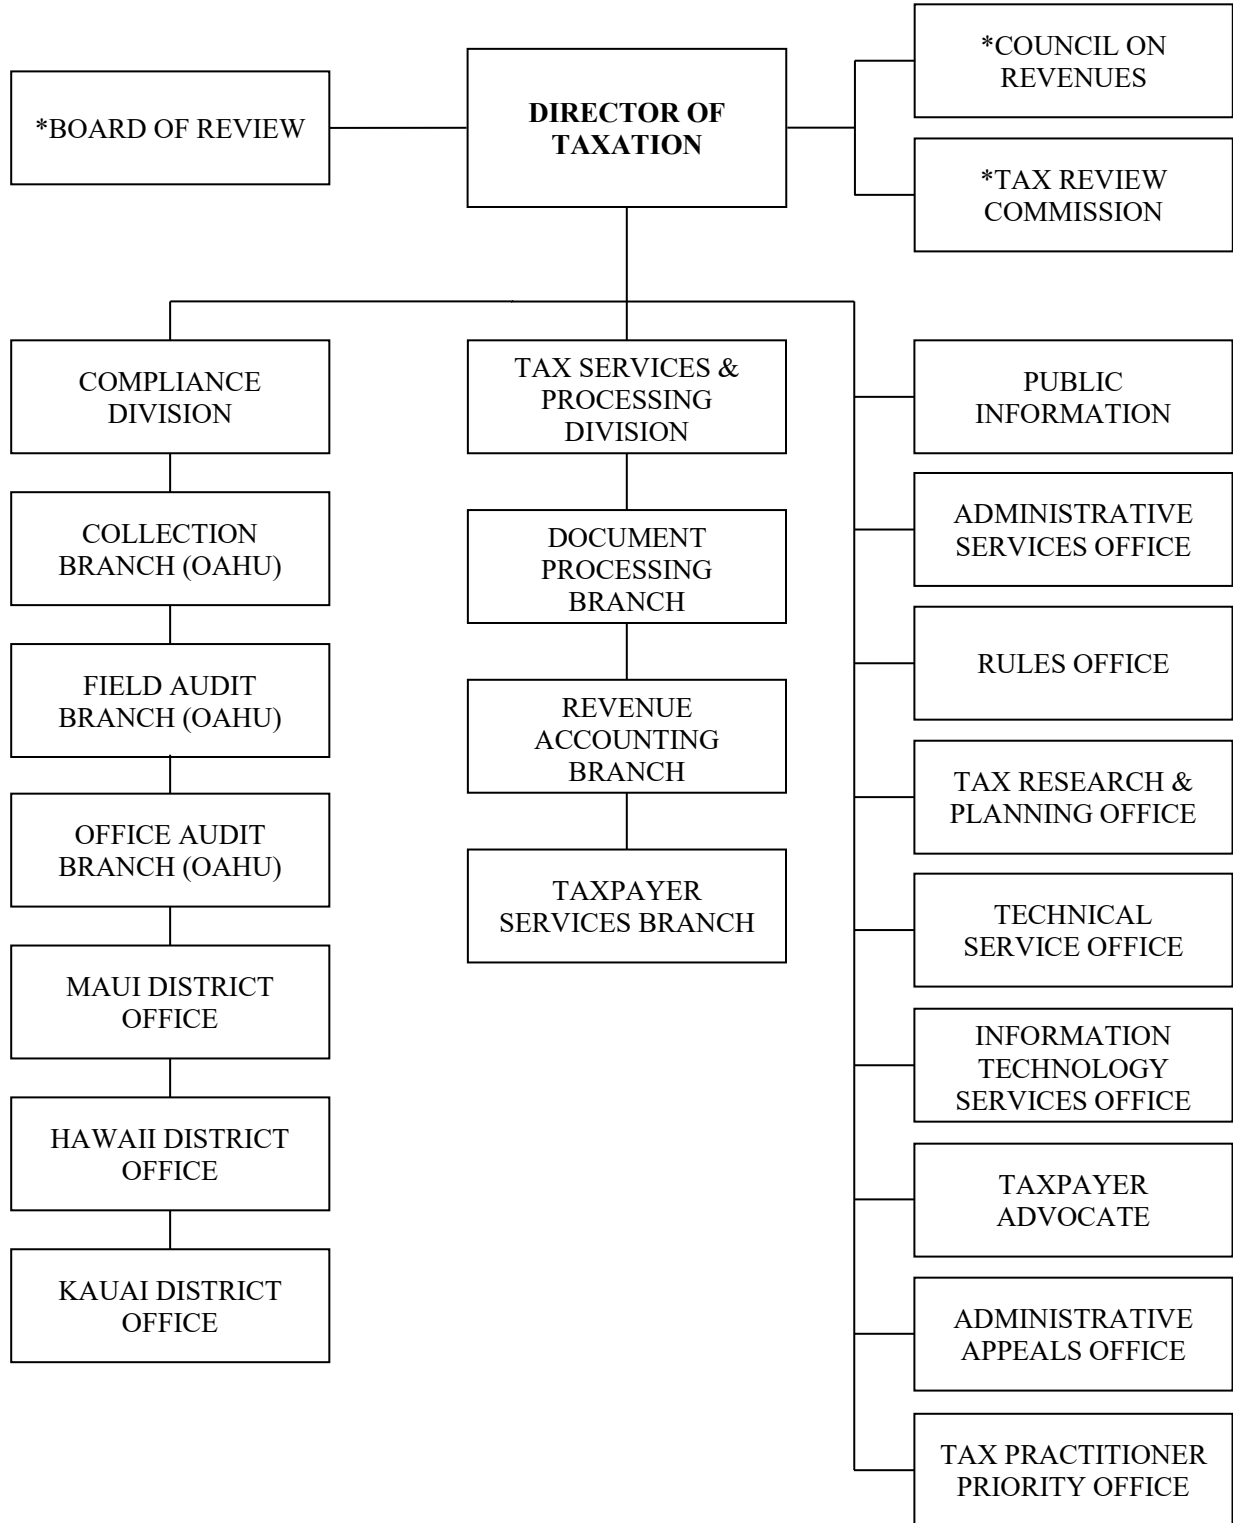 *BOARD OF REVIEW
DIRECTOR OF
TAXATION
*COUNCIL ON
REVENUES
*TAX REVIEW
COMMISSION
COMPLIANCE
DIVISION
COLLECTION
BRANCH (OAHU)
FIELD AUDIT
BRANCH (OAHU)
OFFICE AUDIT
BRANCH (OAHU)
MAUI DISTRICT
OFFICE
HAWAII DISTRICT
OFFICE
KAUAI DISTRICT
OFFICE
TAX SERVICES &
PROCESSING
DIVISION
DOCUMENT
PROCESSING
BRANCH
REVENUE
ACCOUNTING
BRANCH
TAXPAYER
SERVICES BRANCH
PUBLIC
INFORMATION
ADMINISTRATIVE
SERVICES OFFICE
RULES OFFICE
TAX RESEARCH &
PLANNING OFFICE
TECHNICAL
SERVICE OFFICE
INFORMATION
TECHNOLOGY
SERVICES OFFICE
TAXPAYER
ADVOCATE
ADMINISTRATIVE
APPEALS OFFICE
TAX PRACTITIONER
PRIORITY OFFICE